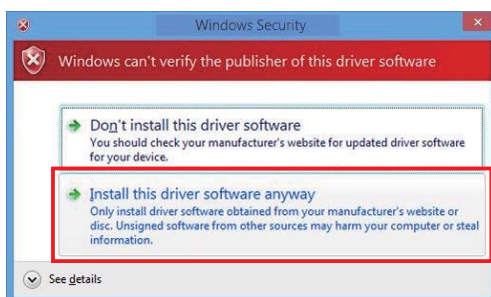 Windows Security
Windows can't verify the publisher of this driver software
Don't install this driver software
You should check your manufacturer's website for updated driver software
for your device.
Install this driver software anyway
Only install driver software obtained from your manufacturer's website or
disc. Unsigned software from other sources may harm your computer or steal
information.
See details